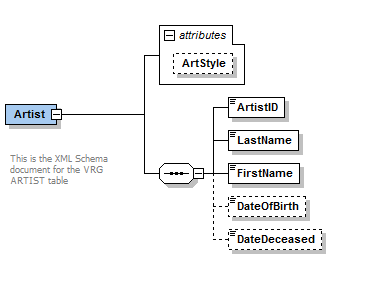 attributes
ArtStyle
Artist
This is the XML Schema
document for the VRG
ARTIST table
ArtistID
LastName
FirstName
DateOfBirth
DateDeceased